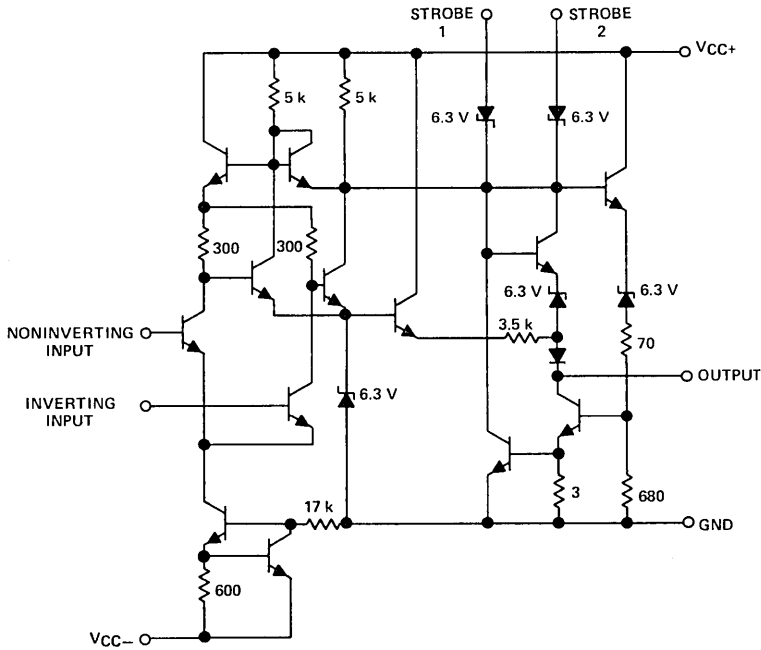 STROBE
1
STROBE
2
VCC+
5 k
5 k
6.3 V
6.3 V
300
300
6.3 V
6.3 V
NONINVERTING
INPUT
3.5 k
70
OUTPUT
INVERTING
INPUT
6.3 V
3
680
17 k
GND
600
VCC−